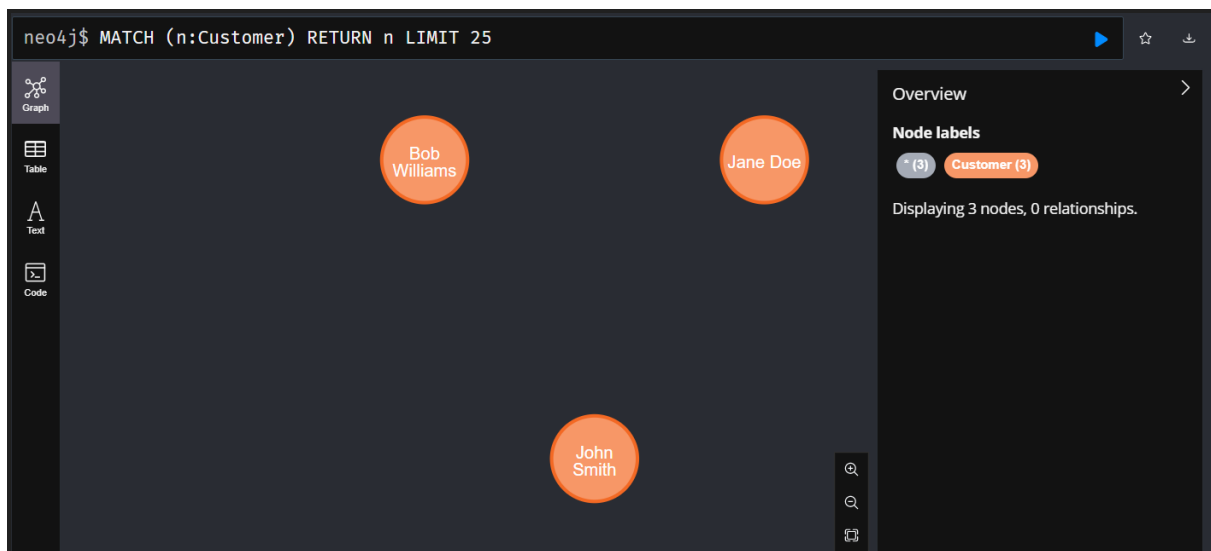 neo4j$ MATCH (n:Customer) RETURN n LIMIT 25
Graph
Table
Text
Code
Bob
Williams
Jane Doe
John
Smith
Overview
Node labels
* (3) Customer (3)
Displaying 3 nodes, 0 relationships.